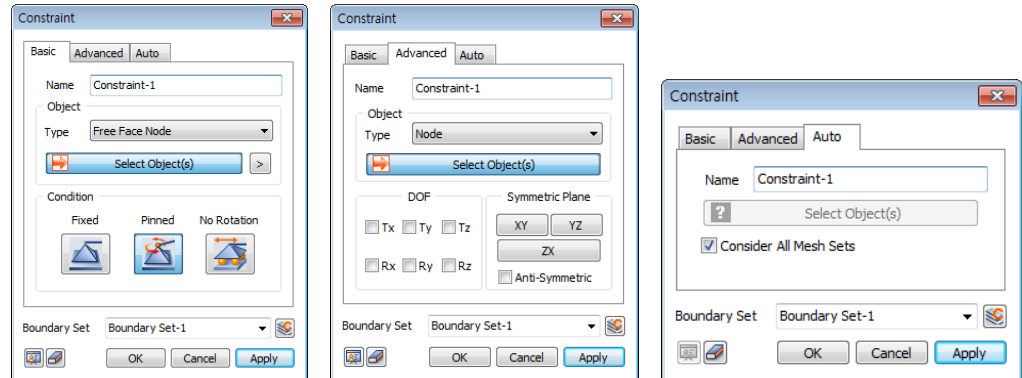 Constraint
Basic Advanced Auto
Name Constraint-1
Object
Type Free Face Node
Select Object(s) >
Condition
Fixed Pinned No Rotation
Boundary Set Boundary Set-1
OK Cancel Apply
Constraint
Basic Advanced Auto
Name Constraint-1
Object
Type Node
Select Object(s)
DOF Symmetric Plane
Tx Ty Tz XY YZ
ZX
Rx Ry Rz Anti-Symmetric
Boundary Set Boundary Set-1
OK Cancel Apply
Constraint
Basic Advanced Auto
Name Constraint-1
? Select Object(s)
Consider All Mesh Sets
Boundary Set Boundary Set-1
OK Cancel Apply